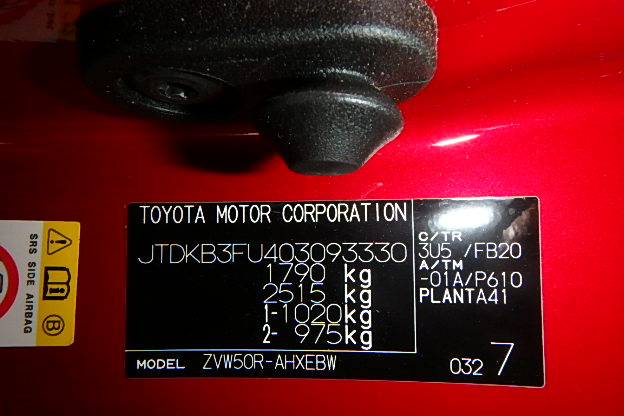 TOYOTA MOTOR CORPORATION
JTDKB3FU403093330
1790 kg
2515 kg
1-1020kg
2- 975kg
C/TR
3U5 /FB20
A/TM
-01A/P610
PLANTA41
MODEL ZVW50R-AHXEBW
032 7
SRS SIDE AIRBAG
B